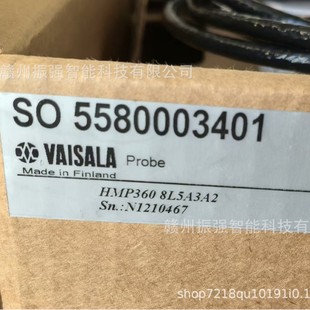 赣州振强智能科技有限公司
SO 5580003401
VAISALA Probe
Made in Finland
HMP360 8L5A3A2
Sn.:N1210467
赣州振强智能科技有限公司
shop7218qu10191i0.1